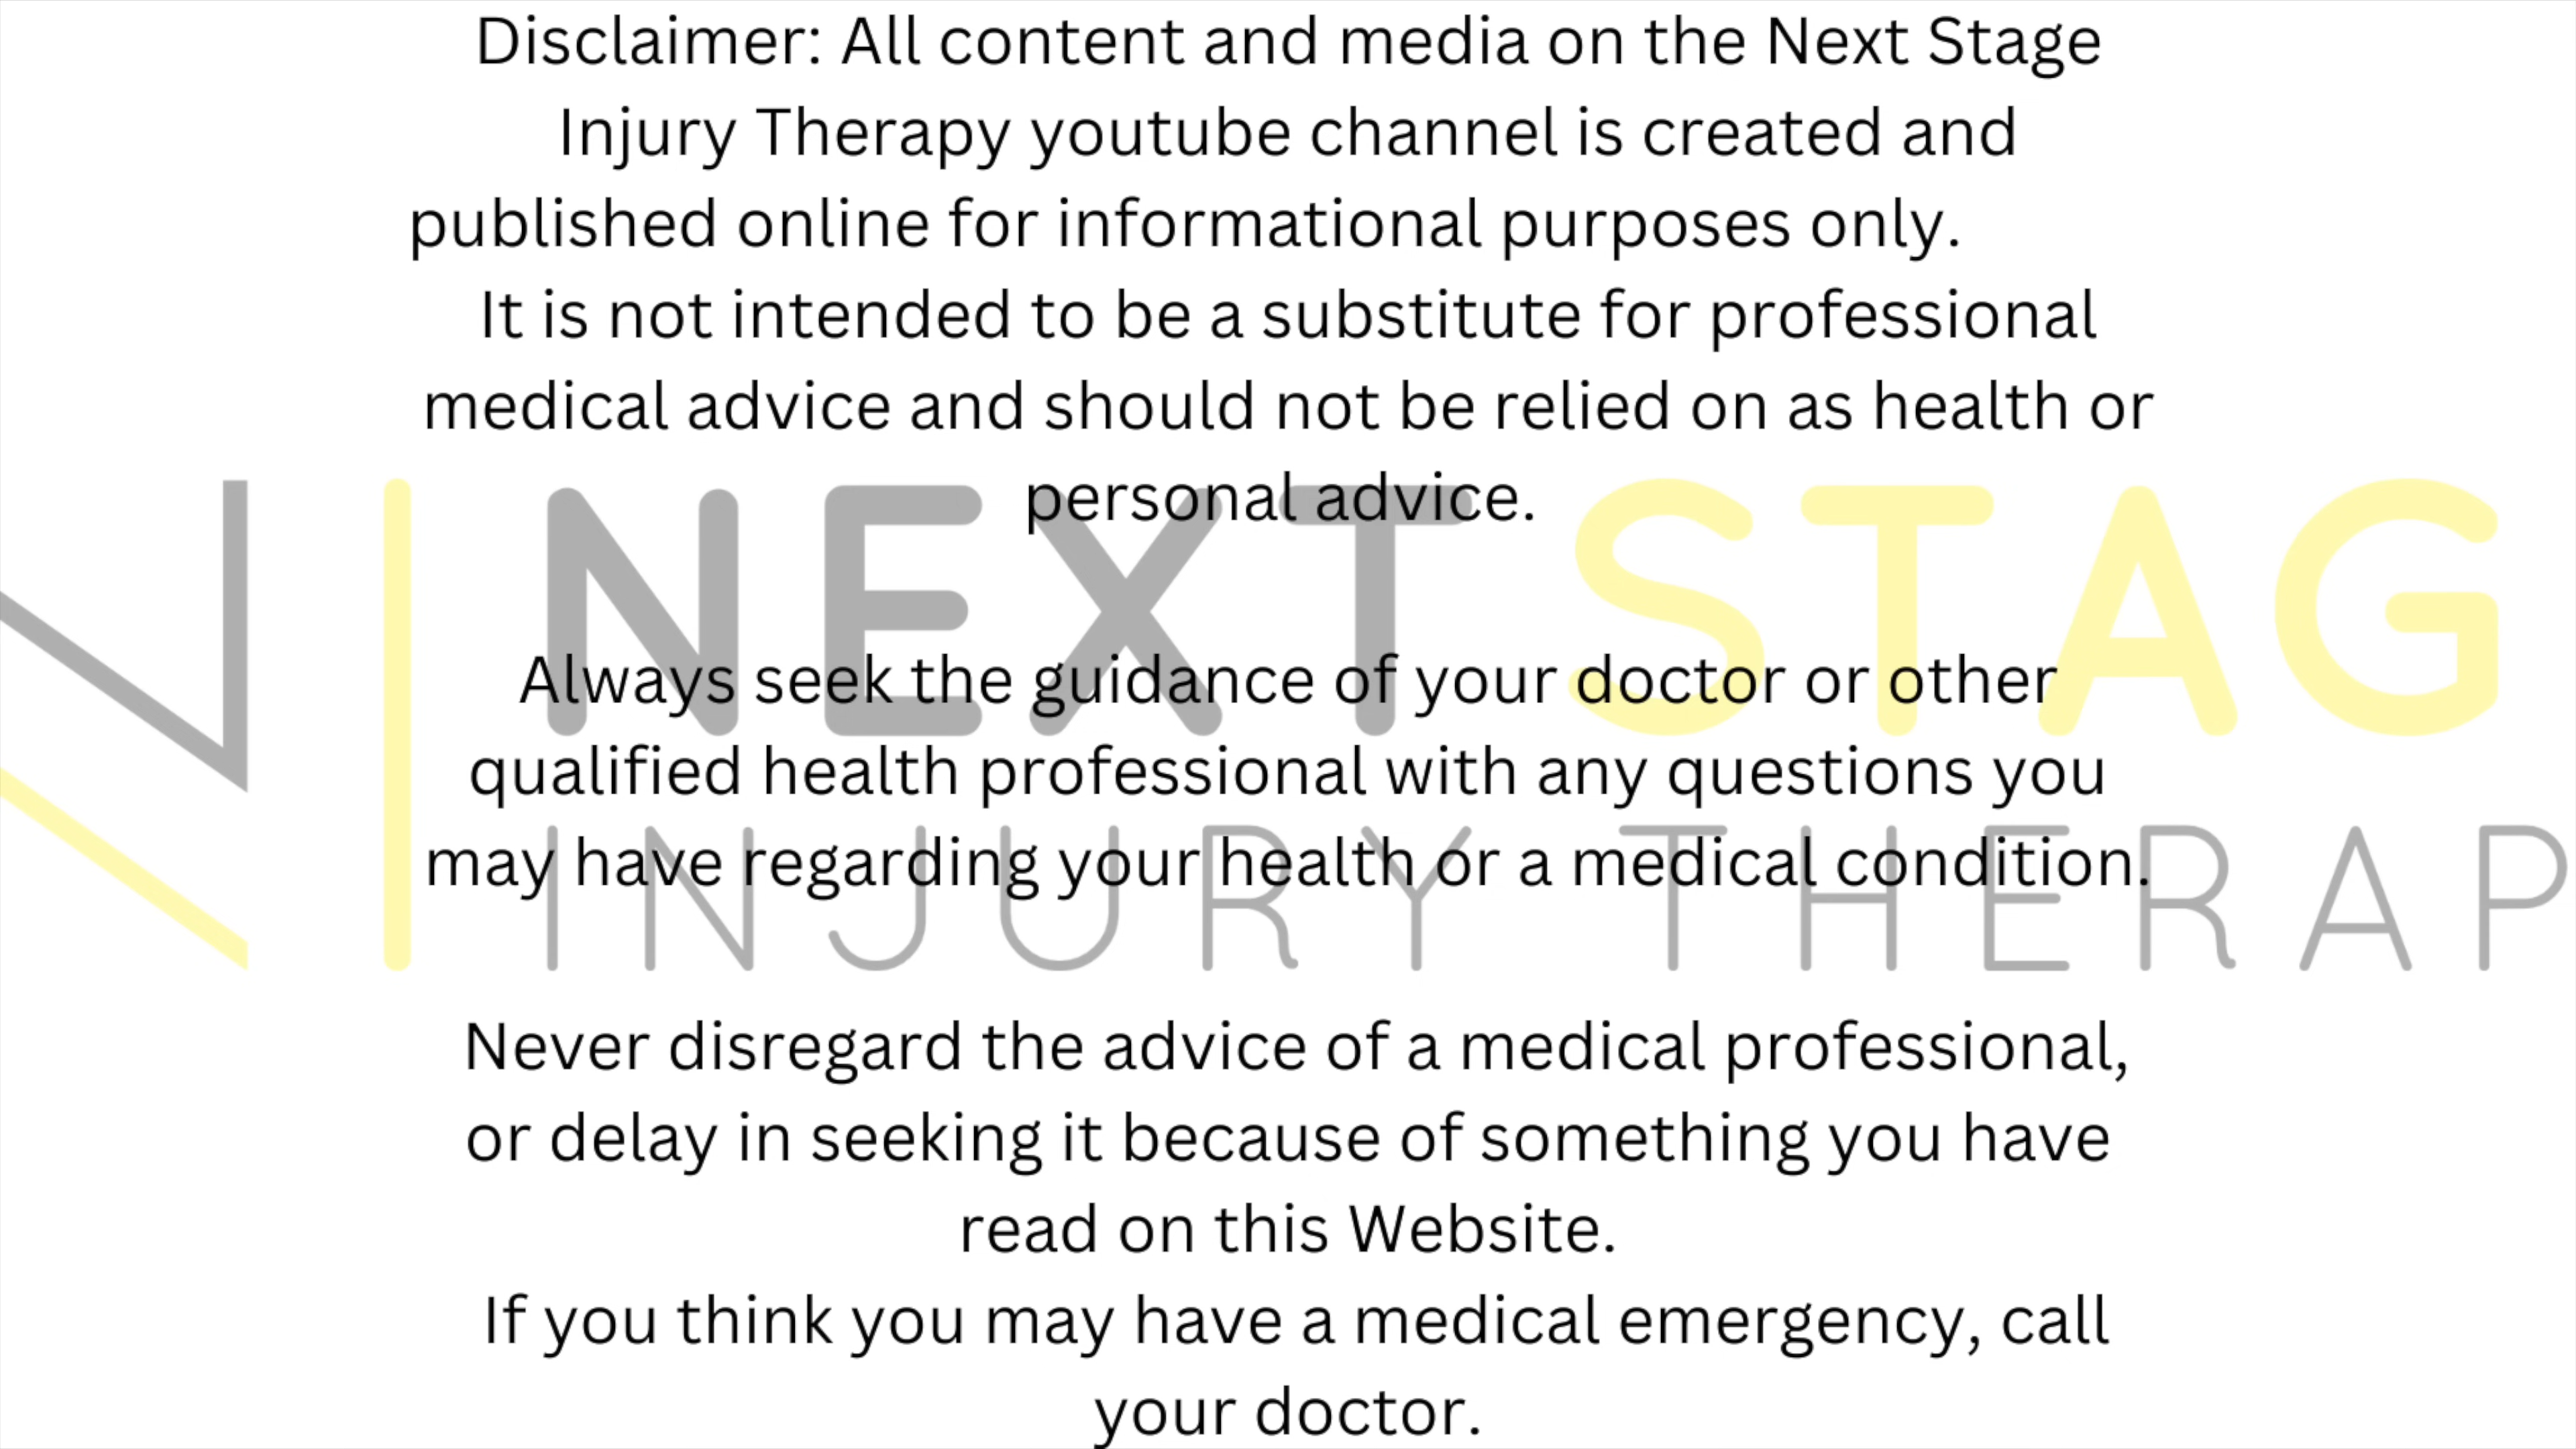 Disclaimer: All content and media on the Next Stage
Injury Therapy youtube channel is created and
published online for informational purposes only.
It is not intended to be a substitute for professional
medical advice and should not be relied on as health or
personal advice.
NEXT STAG
Always seek the guidance of your doctor or other
qualified health professional with any questions you
may have regarding your health or a medical condition.
INJURY THERAP
Never disregard the advice of a medical professional,
or delay in seeking it because of something you have
read on this Website.
If you think you may have a medical emergency, call
your doctor.